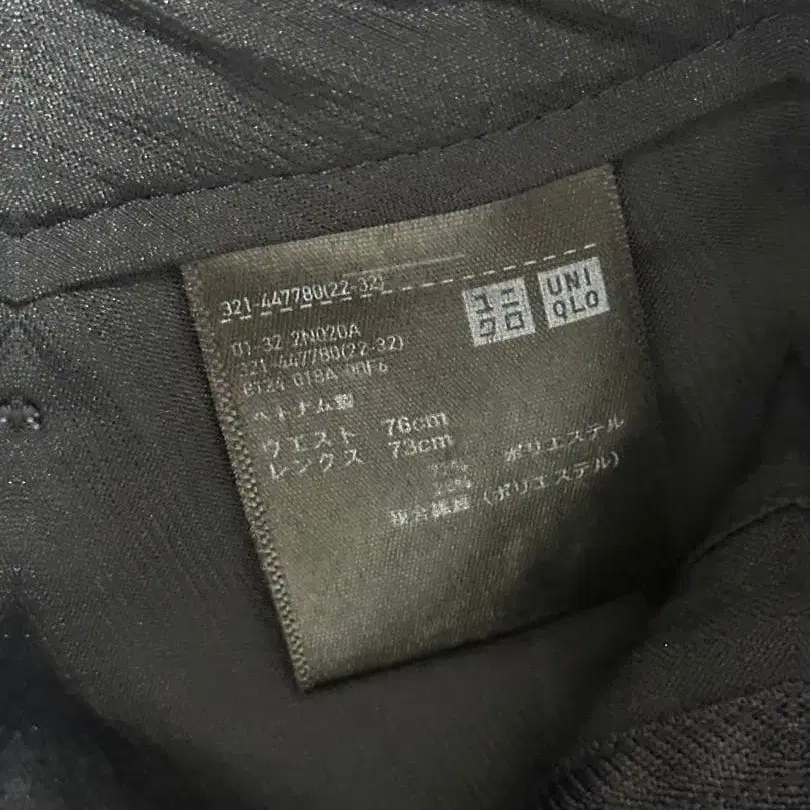 321-447780(22-32)
ユニ
クロ
UNI
QLO
01-32 2N020A
321-447780(22-32)
ベトナム製
ウエスト 76cm
レングス 73cm
ポリエステル
複合繊維(ポリエステル)